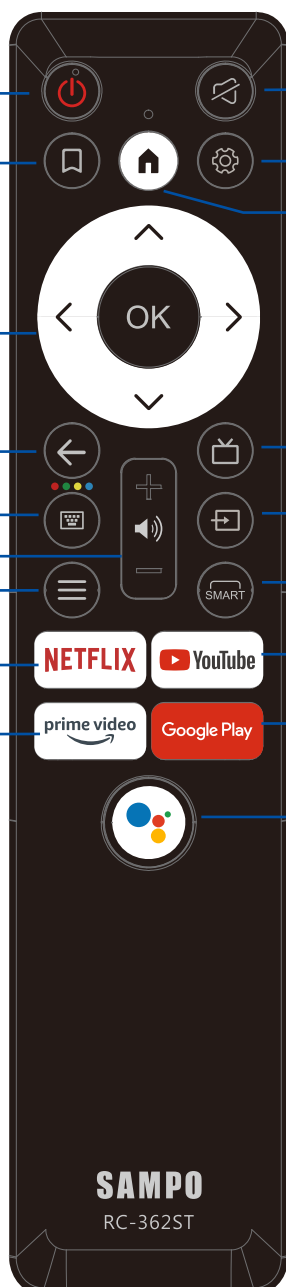 OK
SMART
NETFLIX
YouTube
prime video
Google Play
SAMPO
RC-362ST